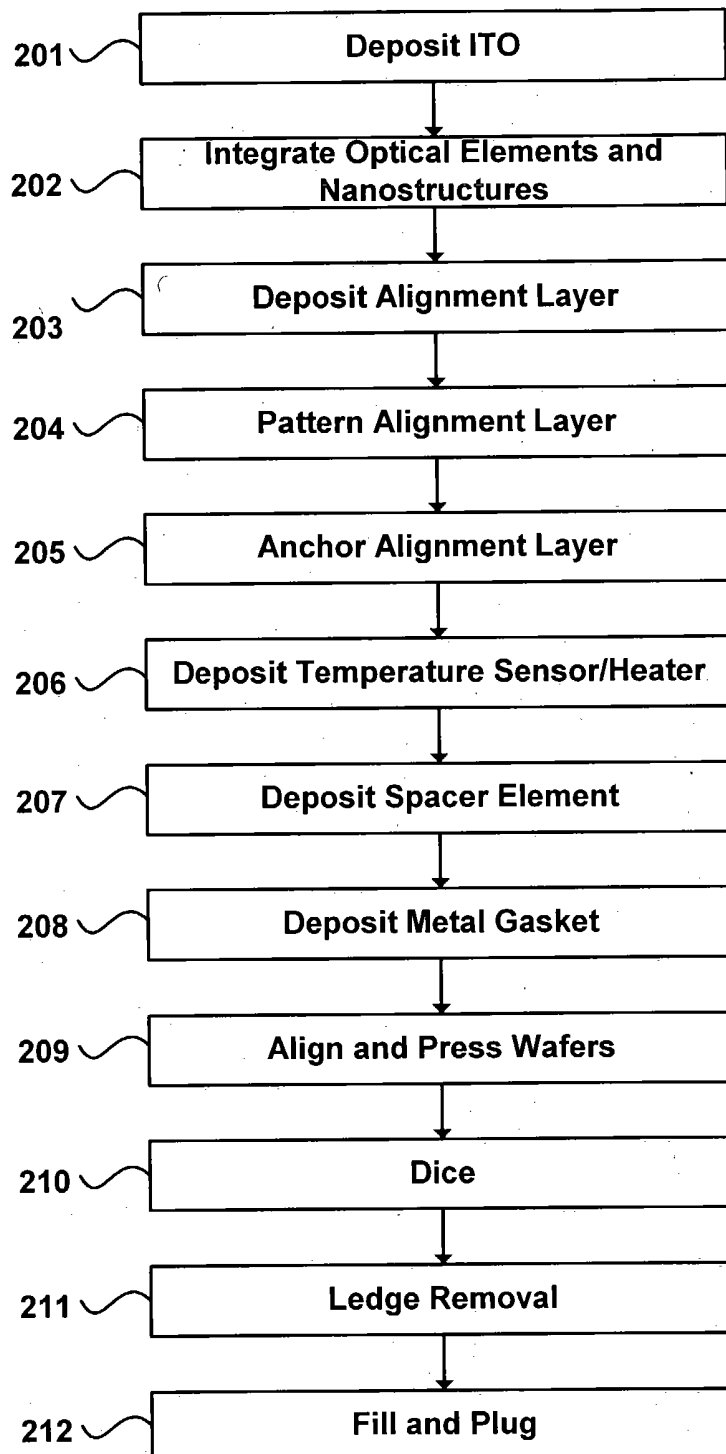 201 Deposit ITO
202 Integrate Optical Elements and
Nanostructures
203 Deposit Alignment Layer
204 Pattern Alignment Layer
205 Anchor Alignment Layer
206 Deposit Temperature Sensor/Heater
207 Deposit Spacer Element
208 Deposit Metal Gasket
209 Align and Press Wafers
210 Dice
211 Ledge Removal
212 Fill and Plug